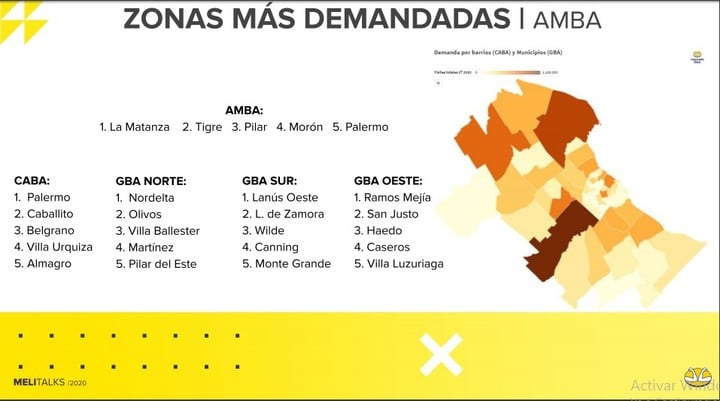 ZONAS MÁS DEMANDADAS | AMBA
Demanda por barrios (CABA) y Municipios (GBA)
AMBA:
1. La Matanza 2. Tigre 3. Pilar 4. Morón 5. Palermo
CABA:
1. Palermo
2. Caballito
3. Belgrano
4. Villa Urquiza
5. Almagro
GBA NORTE:
1. Nordelta
2. Olivos
3. Villa Ballester
4. Martínez
5. Pilar del Este
GBA SUR:
1. Lanús Oeste
2. L. de Zamora
3. Wilde
4. Canning
5. Monte Grande
GBA OESTE:
1. Ramos Mejía
2. San Justo
3. Haedo
4. Caseros
5. Villa Luzuriaga
MELITALKS /2020
Activar